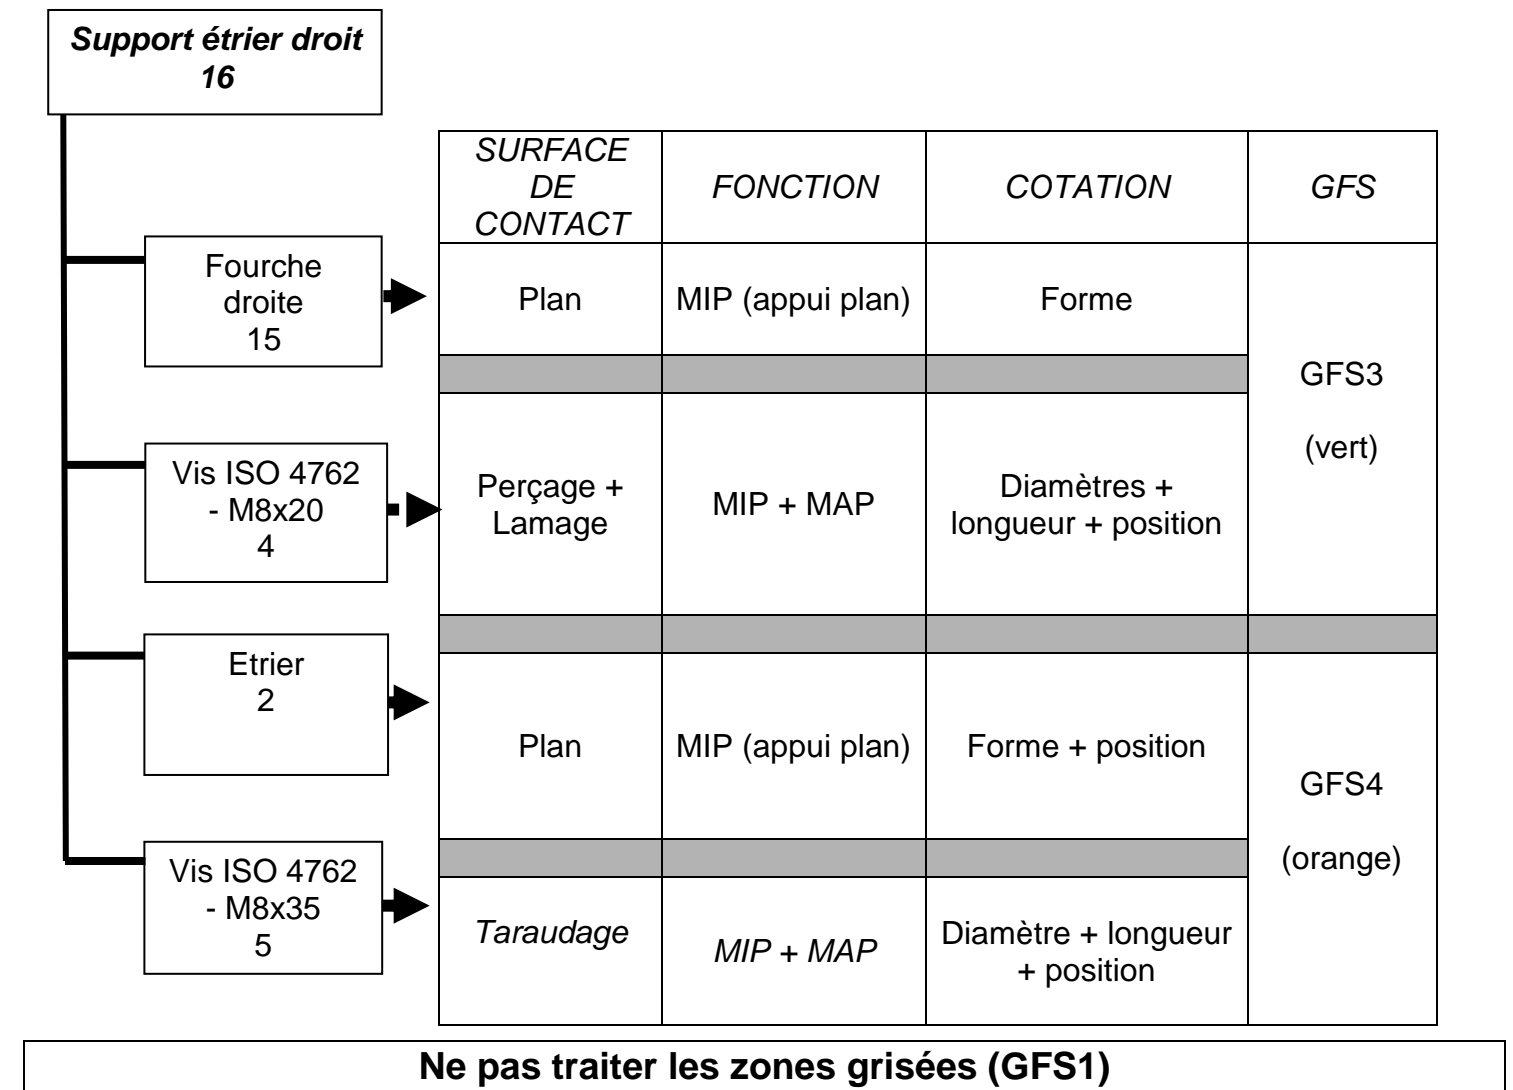 Support étrier droit
16
SURFACE
DE
CONTACT
FONCTION
COTATION
GFS
Fourche
droite
15
Plan
MIP (appui plan)
Forme
GFS3
(vert)
Vis ISO 4762
- M8x20
4
Perçage +
Lamage
MIP + MAP
Diamètres +
longueur + position
Etrier
2
Plan
MIP (appui plan)
Forme + position
GFS4
(orange)
Vis ISO 4762
- M8x35
5
Taraudage
MIP + MAP
Diamètre + longueur
+ position
Ne pas traiter les zones grisées (GFS1)